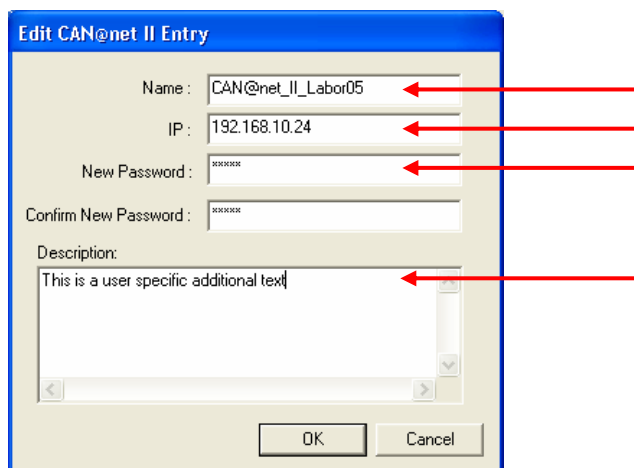 Edit CAN@net II Entry
Name : CAN@net_II_Labor05
IP : 192.168.10.24
New Password : *****
Confirm New Password : *****
Description:
This is a user specific additional text
OK Cancel